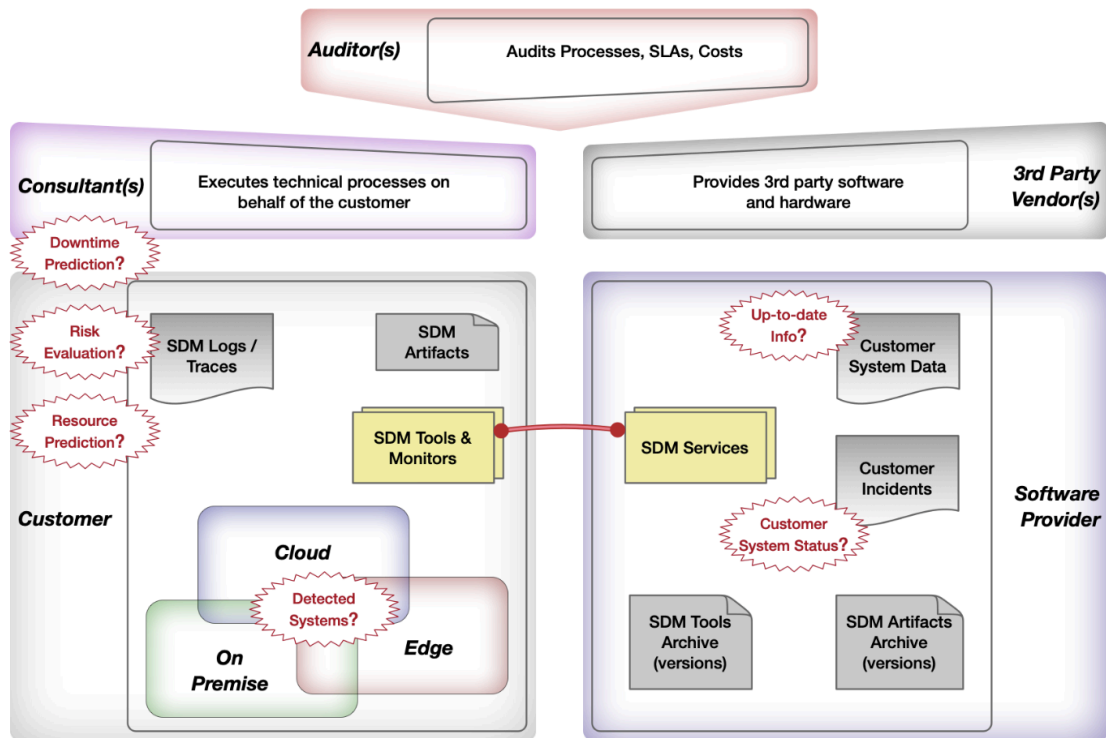 Auditor(s)
Audits Processes, SLAs, Costs
Consultant(s)
Executes technical processes on
behalf of the customer
Provides 3rd party software
and hardware
3rd Party
Vendor(s)
Downtime
Prediction?
Risk
Evaluation?
Resource
Prediction?
Customer
SDM Logs /
Traces
SDM
Artifacts
SDM Tools &
Monitors
Cloud
Detected
Systems?
On
Premise
Edge
Up-to-date
Info?
Customer
System Data
SDM Services
Customer
Incidents
Customer
System Status?
Software
Provider
SDM Tools
Archive
(versions)
SDM Artifacts
Archive
(versions)